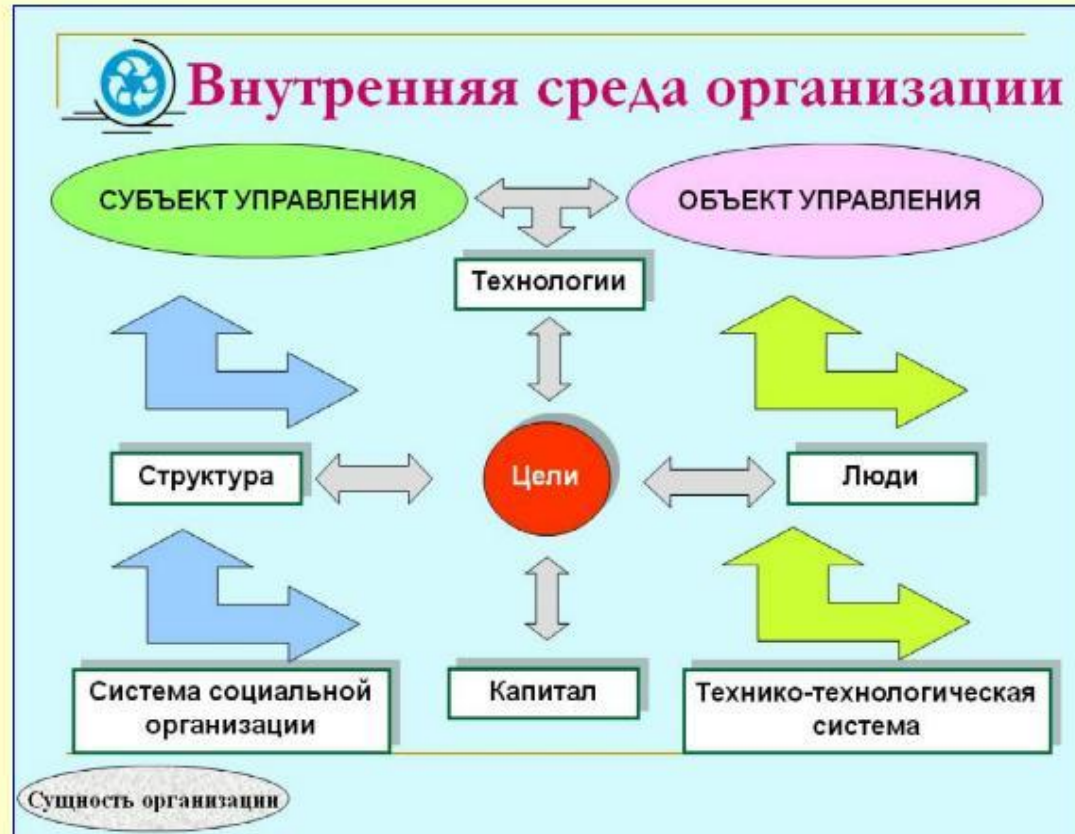 Внутренняя среда организации
СУБЪЕКТ УПРАВЛЕНИЯ
ОБЪЕКТ УПРАВЛЕНИЯ
Технологии
Структура
Цели
Люди
Система социальной
организации
Капитал
Технико-технологическая
система
Сущность организации